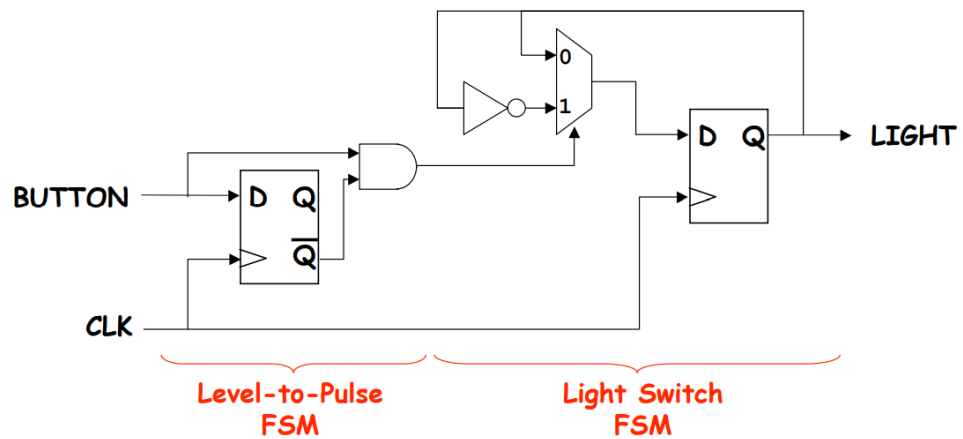 0
1
D Q
LIGHT
BUTTON
D Q
Q̅
CLK
Level-to-Pulse
FSM
Light Switch
FSM